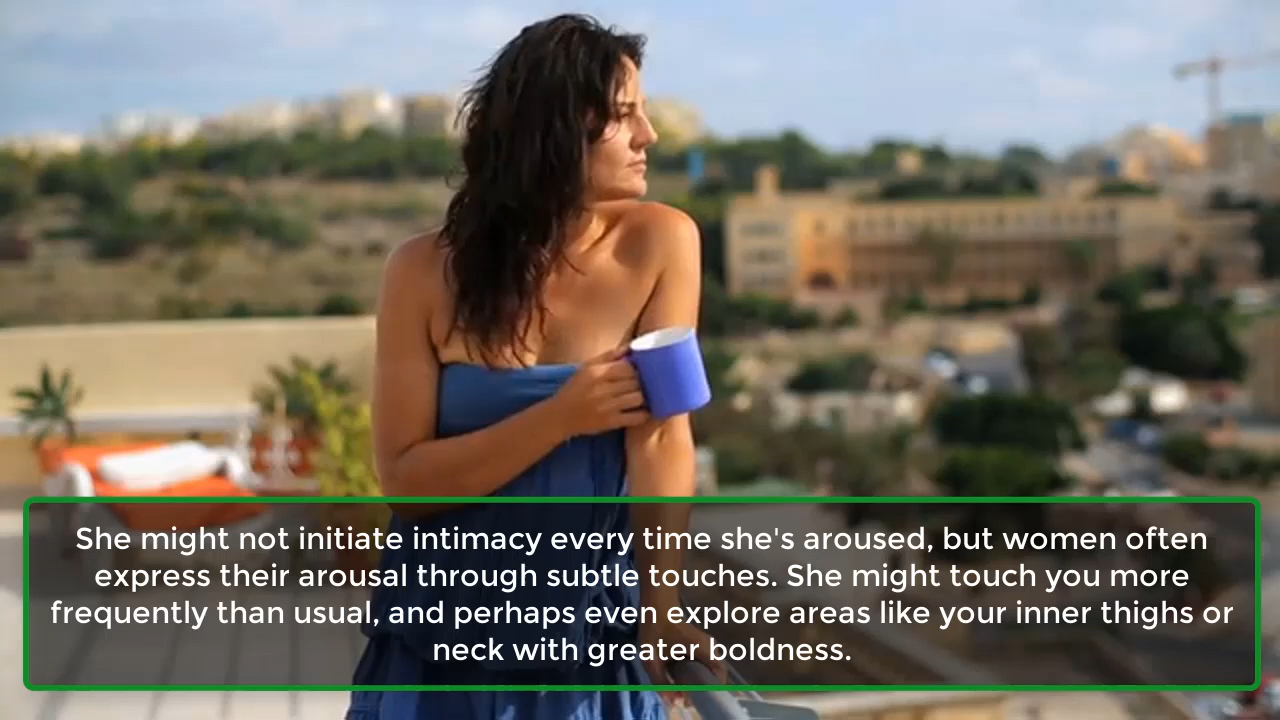 She might not initiate intimacy every time she's aroused, but women often
express their arousal through subtle touches. She might touch you more
frequently than usual, and perhaps even explore areas like your inner thighs or
neck with greater boldness.